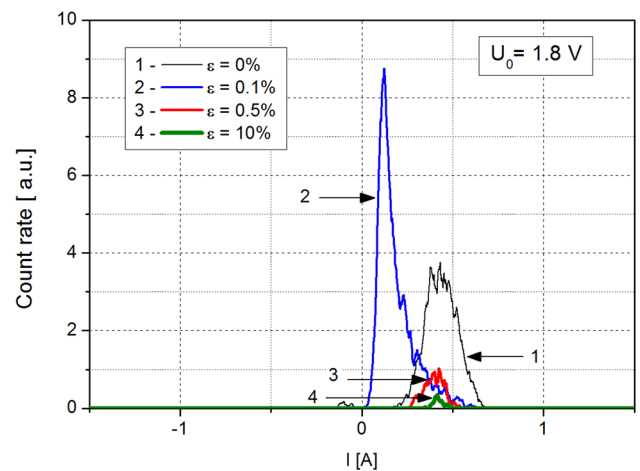 10
8
6
4
2
0
Count rate [ a.u.]
1 - ε = 0%
2 - ε = 0.1%
3 - ε = 0.5%
4 - ε = 10%
U₀= 1.8 V
2
1
3
4
-1 0 1
I [A]